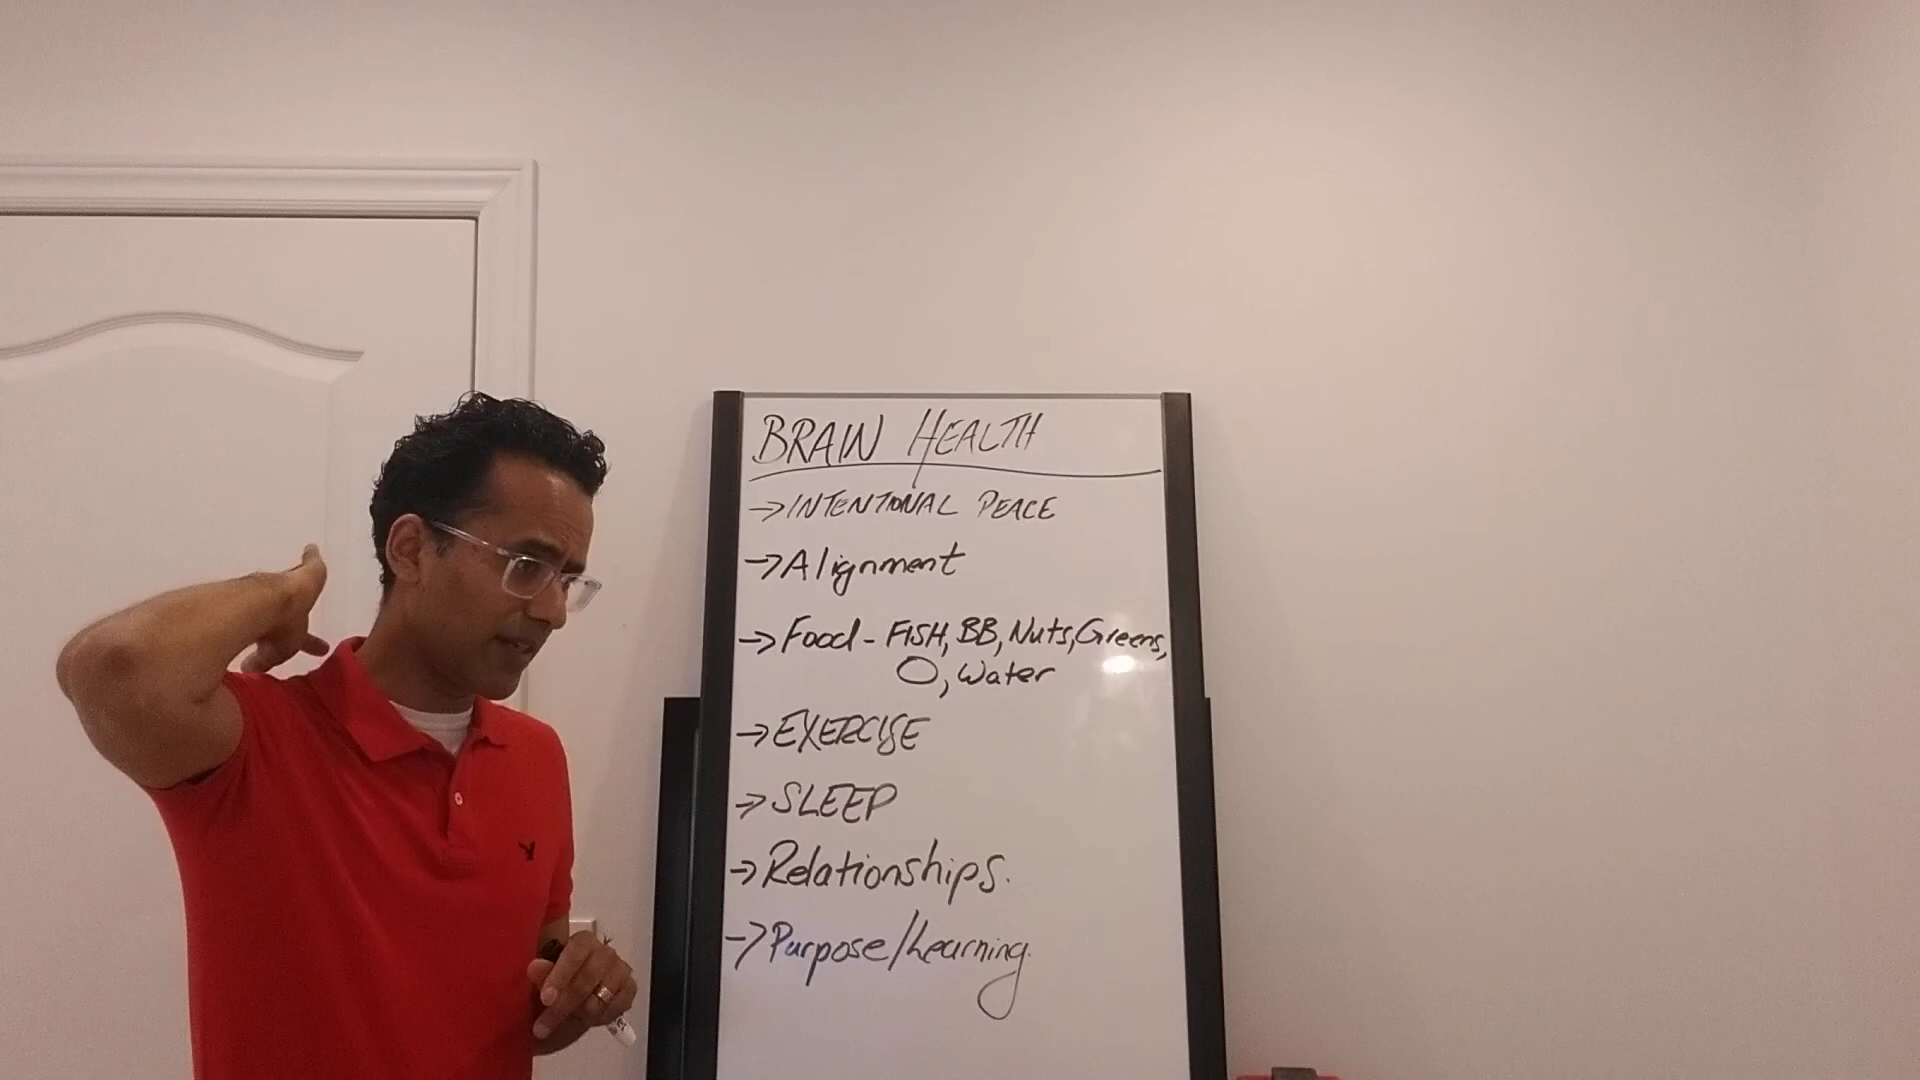 BRAIN HEALTH
→INTENTIONAL PEACE
→Alignment
→Food - FISH, BB, Nuts, Greens,
O, Water
→EXERCISE
→SLEEP
→Relationships.
→Purpose/Learning.